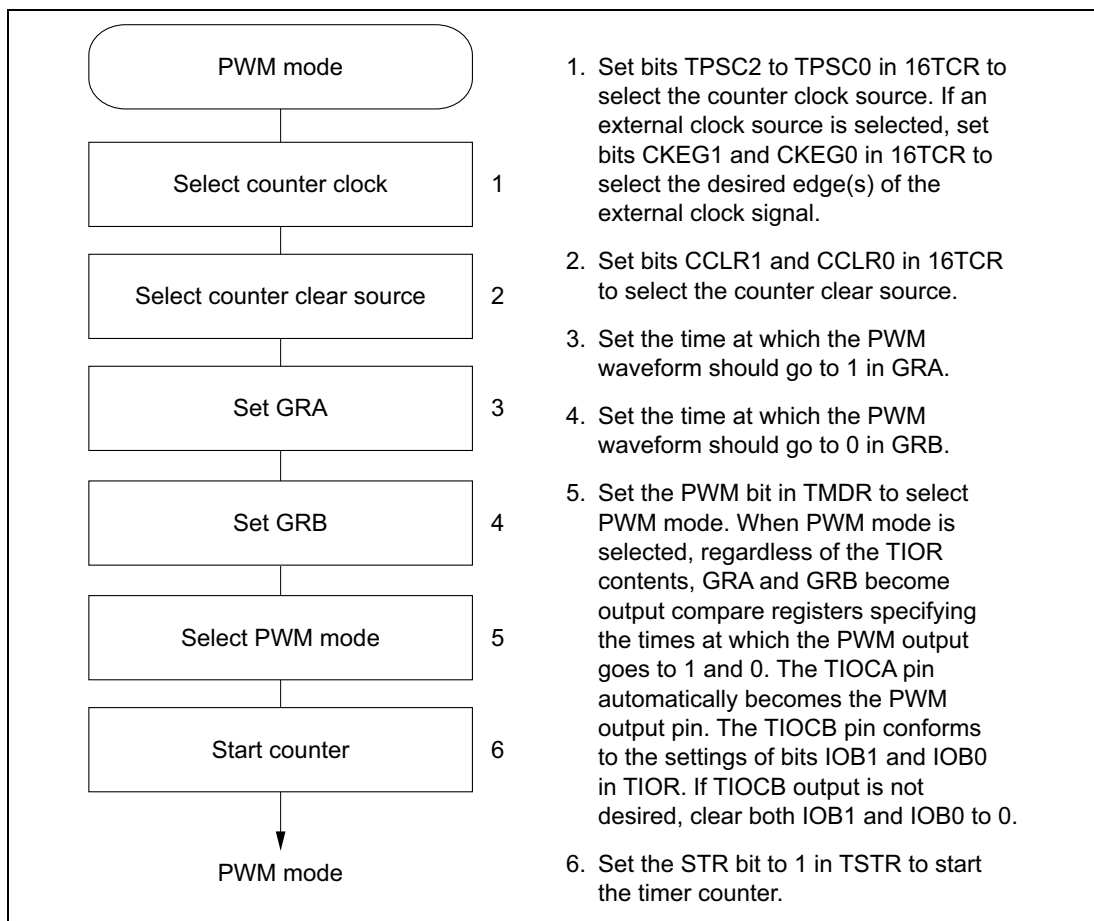 PWM mode
Select counter clock 1
Select counter clear source 2
Set GRA 3
Set GRB 4
Select PWM mode 5
Start counter 6
PWM mode
1. Set bits TPSC2 to TPSC0 in 16TCR to
select the counter clock source. If an
external clock source is selected, set
bits CKEG1 and CKEG0 in 16TCR to
select the desired edge(s) of the
external clock signal.
2. Set bits CCLR1 and CCLR0 in 16TCR
to select the counter clear source.
3. Set the time at which the PWM
waveform should go to 1 in GRA.
4. Set the time at which the PWM
waveform should go to 0 in GRB.
5. Set the PWM bit in TMDR to select
PWM mode. When PWM mode is
selected, regardless of the TIOR
contents, GRA and GRB become
output compare registers specifying
the times at which the PWM output
goes to 1 and 0. The TIOCA pin
automatically becomes the PWM
output pin. The TIOCB pin conforms
to the settings of bits IOB1 and IOB0
in TIOR. If TIOCB output is not
desired, clear both IOB1 and IOB0 to 0.
6. Set the STR bit to 1 in TSTR to start
the timer counter.